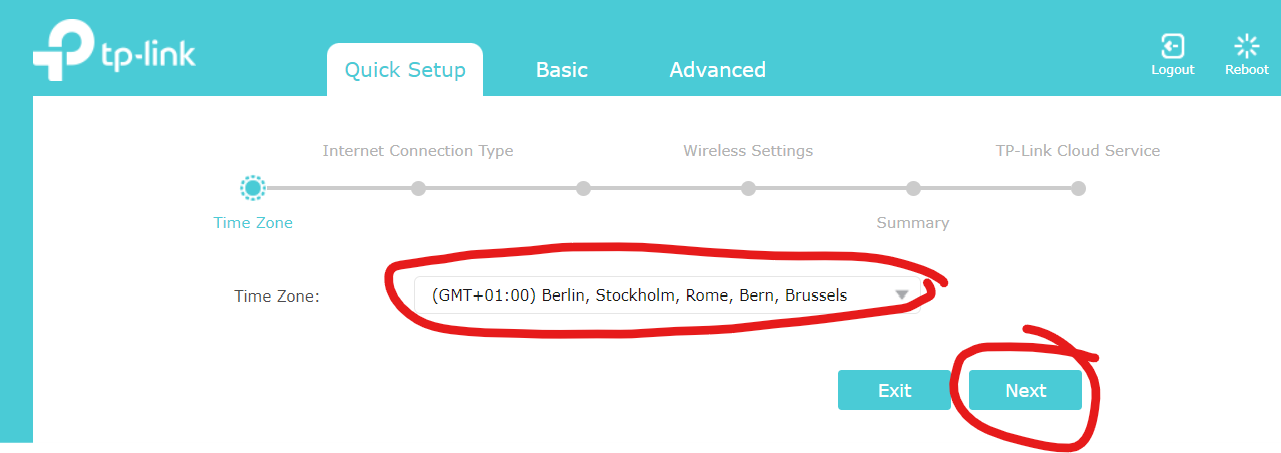 tp-link
Quick Setup Basic Advanced
Logout Reboot
Internet Connection Type Wireless Settings TP-Link Cloud Service
Time Zone Summary
Time Zone: (GMT+01:00) Berlin, Stockholm, Rome, Bern, Brussels
Exit Next